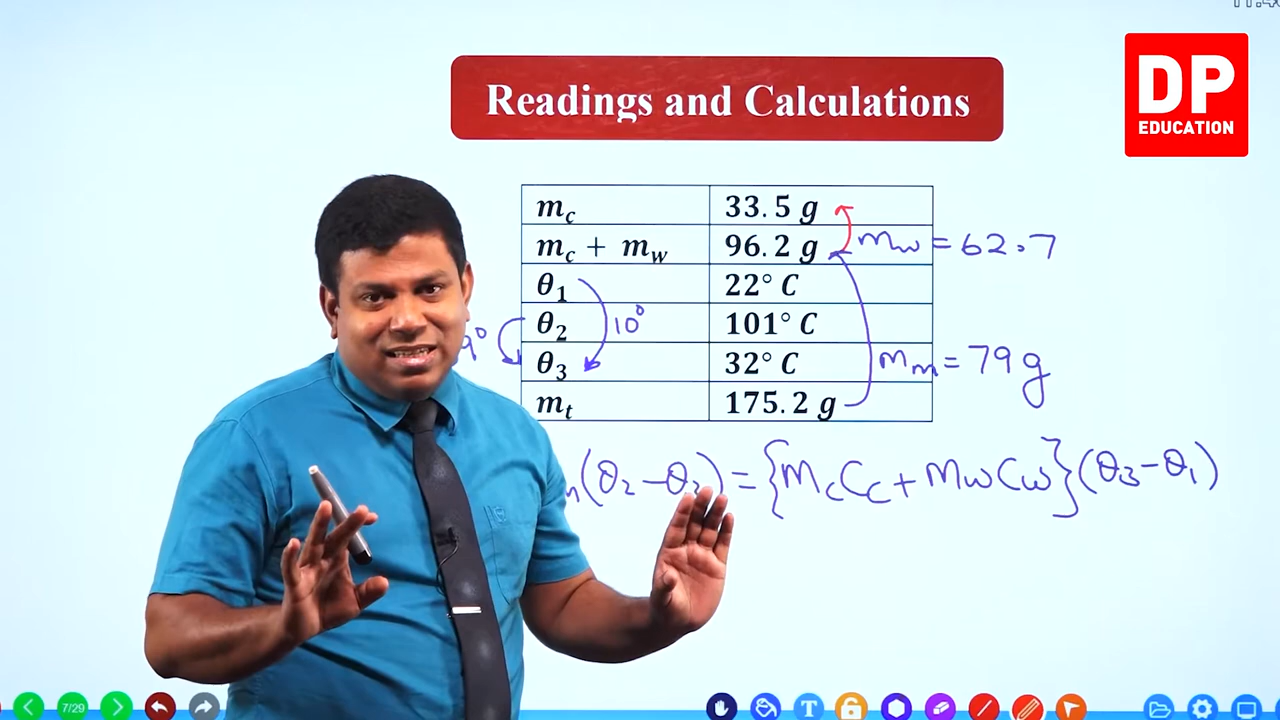 DP
EDUCATION
Readings and Calculations
m_c 33.5 g
m_c + m_w 96.2 g m_w = 62.7
θ_1 22° C
θ_2 101° C 10°
9°
θ_3 32° C m_m = 79 g
m_t 175.2 g
(θ_2 − θ_3) = {m_c C_c + m_w C_w} (θ_3 − θ_1)
7/29